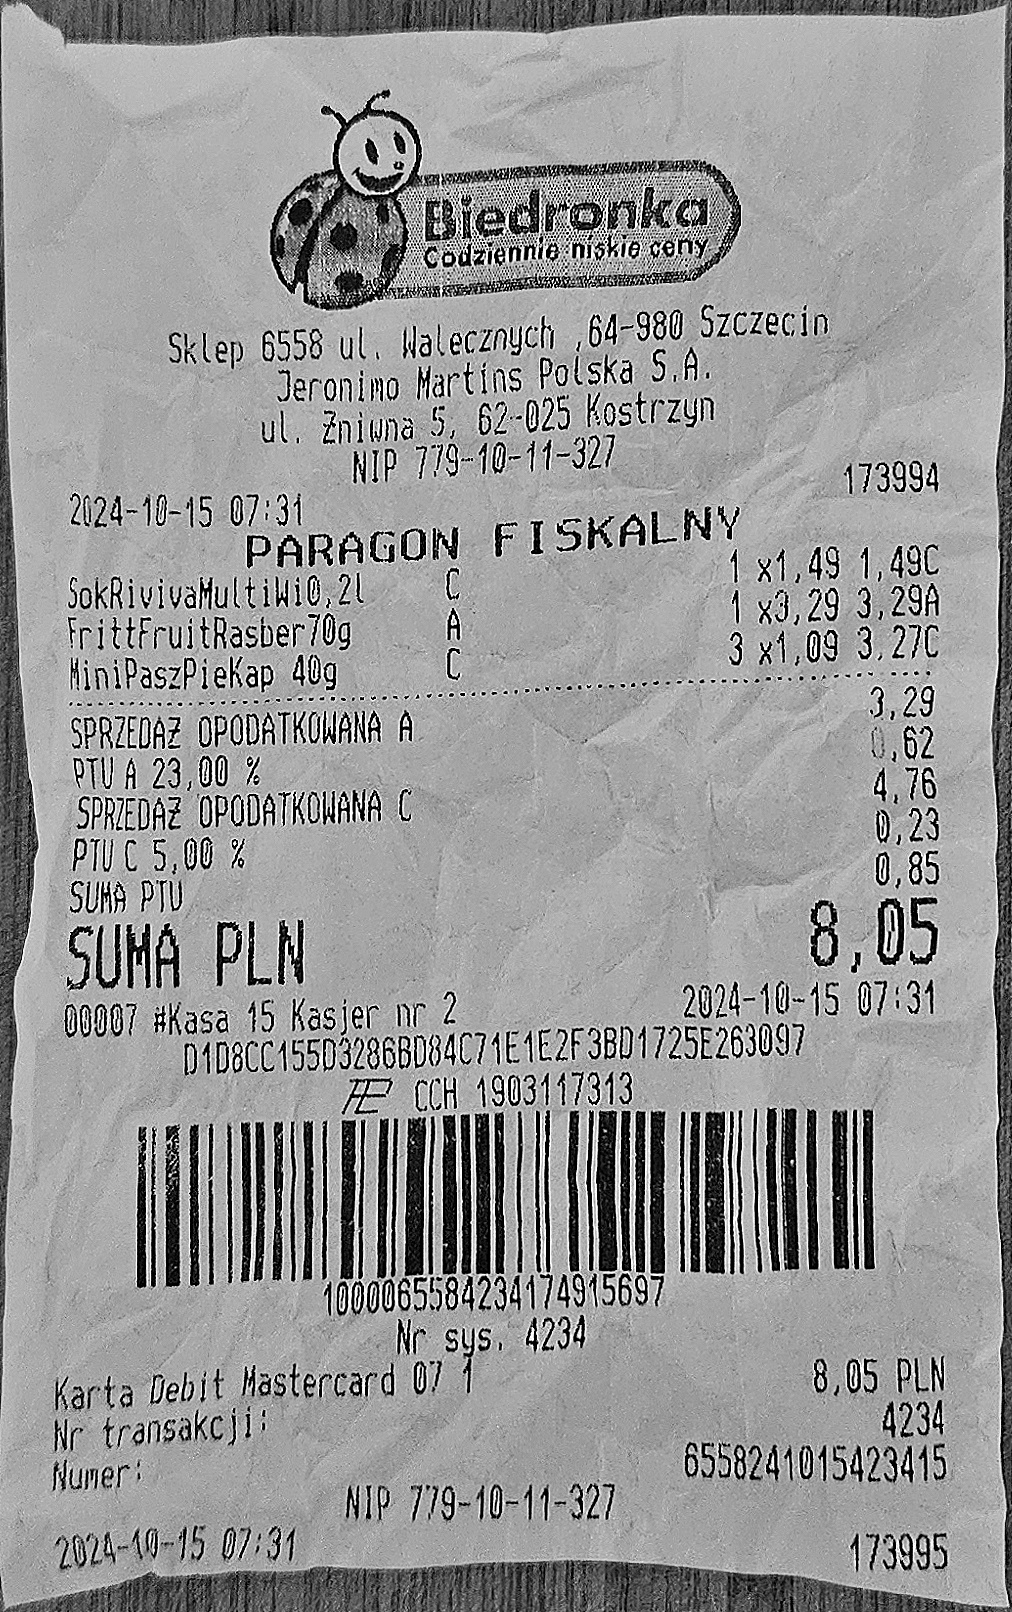 Biedronka
Codziennie niskie ceny
Sklep 6558 ul. Walecznych ,64-980 Szczecin
Jeronimo Martins Polska S.A.
ul. Żniwna 5, 62-025 Kostrzyn
NIP 779-10-11-327
2024-10-15 07:31 173994
PARAGON FISKALNY
SokRivivaMultiWi0,2l C 1 x1,49 1,49C
FrittFruitRasber70g A 1 x3,29 3,29A
MiniPaszPieKap 40g C 3 x1,09 3,27C
SPRZEDAŻ OPODATKOWANA A 3,29
PTU A 23,00 % 0,62
SPRZEDAŻ OPODATKOWANA C 4,76
PTU C 5,00 % 0,23
SUMA PTU 0,85
SUMA PLN 8,05
00007 #Kasa 15 Kasjer nr 2 2024-10-15 07:31
D1D8CC155D3286BD84C71E1E2F3BD1725E263097
CCH 1903117313
1000065584234174915697
Nr sys. 4234
Karta Debit Mastercard 07 1 8,05 PLN
Nr transakcji: 4234
Numer: 6558241015423415
NIP 779-10-11-327
2024-10-15 07:31 173995